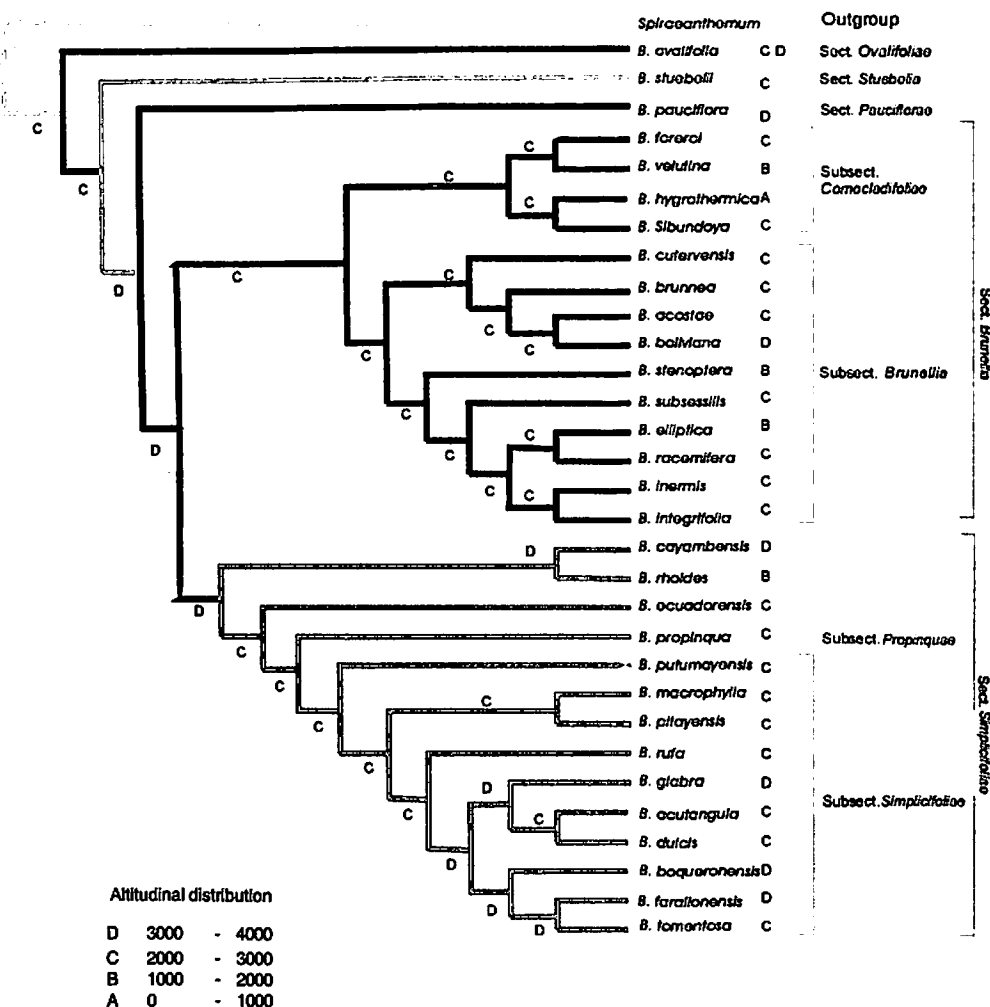 Spiraeanthemum Outgroup
B. ovalifolia C D Sect. Ovalifoliae
B. stuebelii C Sect. Stuebelia
B. pauciflora D Sect. Pauciflorae
B. forerol C
B. velutina B
Subsect. Comocladifoliae
B. hygrothermica A
B. Sibundoya C
B. cutervensis C
B. brunnea C
B. acostae C
B. boliviana D
B. stenoptera B
Subsect. Brunellia
B. subsessilis C
B. elliptica B
B. racemifera C
B. inermis C
B. integrifolia C
Sect. Brunellia
B. cayambensis D
B. rhoides B
B. ecuadorensis C
B. propinqua C
Subsect. Propinquae
B. putumayensis C
B. macrophylla C
B. pitayensis C
B. rufa C
B. glabra D
B. acutangula C
Subsect. Simplicifoliae
B. dulcis C
B. boqueronensis D
B. farallonensis D
B. tomentosa C
Sect. Simplicifoliae
C
C
D
D
C
C
C
C
C
C
C
C
C
C
C
C
C
C
D
D
C
C
C
C
C
C
D
D
C
D
D
Altitudinal distribution
D 3000 - 4000
C 2000 - 3000
B 1000 - 2000
A 0 - 1000